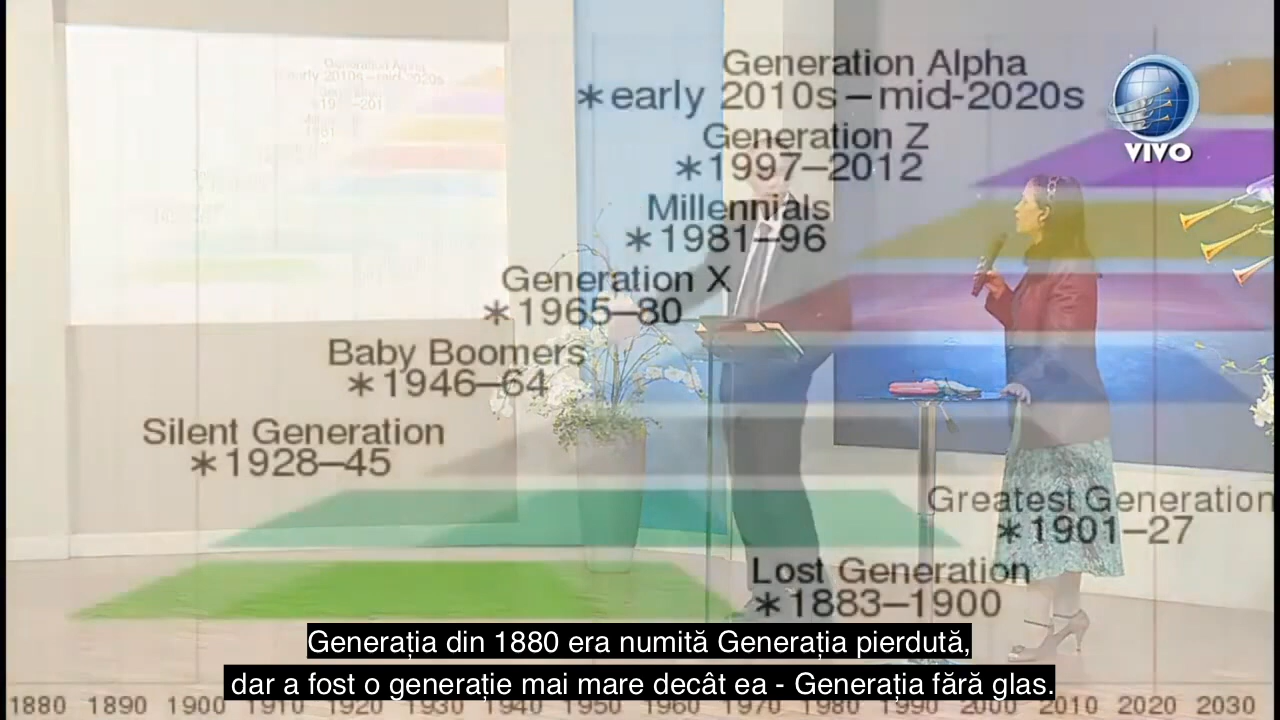 Generation Alpha
*early 2010s – mid-2020s
Generation Z
*1997–2012
Millennials
*1981–96
Generation X
*1965–80
Baby Boomers
*1946–64
Silent Generation
*1928–45
Greatest Generation
*1901–27
Lost Generation
*1883–1900
VIVO
Generația din 1880 era numită Generația pierdută,
dar a fost o generație mai mare decât ea - Generația fără glas.
1880 1890 1900 1910 1920 1930 1940 1950 1960 1970 1980 1990 2000 2010 2020 2030